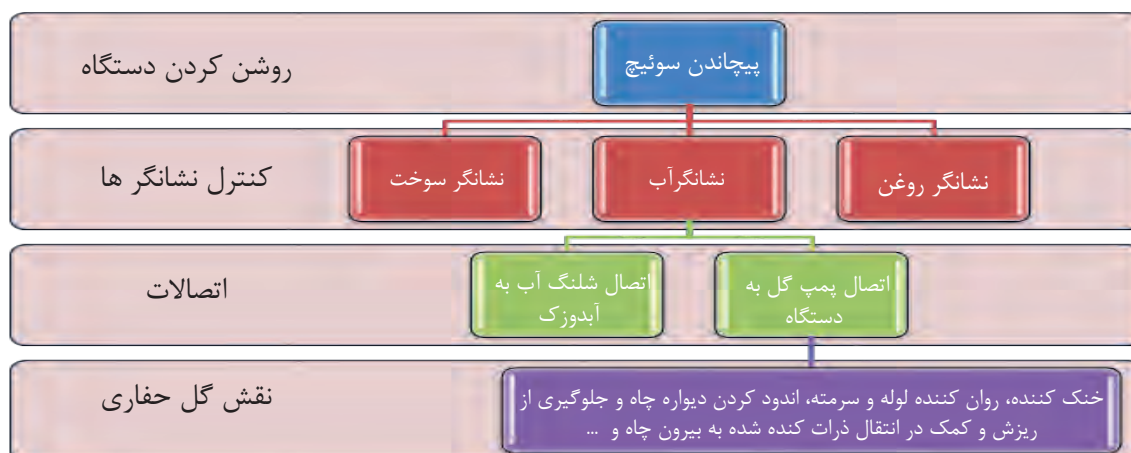 روشن کردن دستگاه
پیچاندن سوئیچ
کنترل نشانگر ها
نشانگر روغن
نشانگرآب
نشانگر سوخت
اتصالات
اتصال پمپ گل به
دستگاه
اتصال شلنگ آب به
آبدوزک
نقش گل حفاری
خنک کننده، روان کننده لوله و سرمته، اندود کردن دیواره چاه و جلوگیری از
ریزش و کمک در انتقال ذرات کنده شده به بیرون چاه و ...